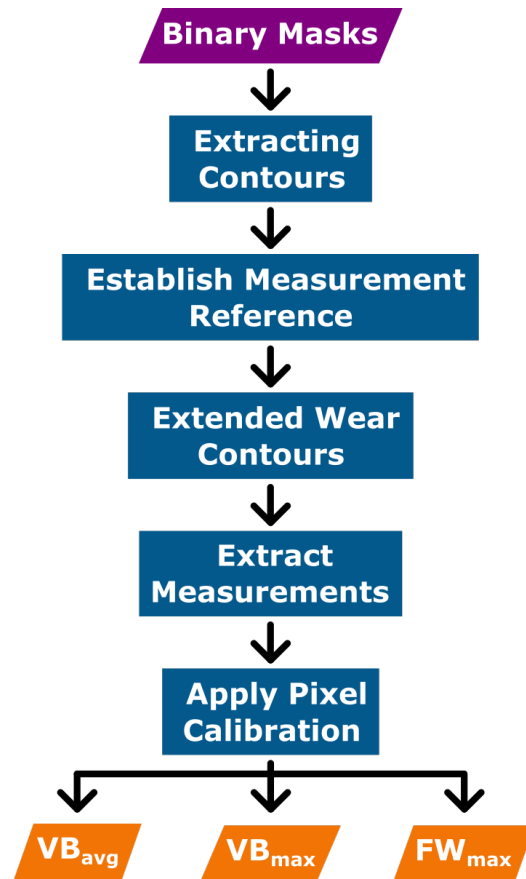 Binary Masks
Extracting
Contours
Establish Measurement
Reference
Extended Wear
Contours
Extract
Measurements
Apply Pixel
Calibration
VBavg VBmax FWmax